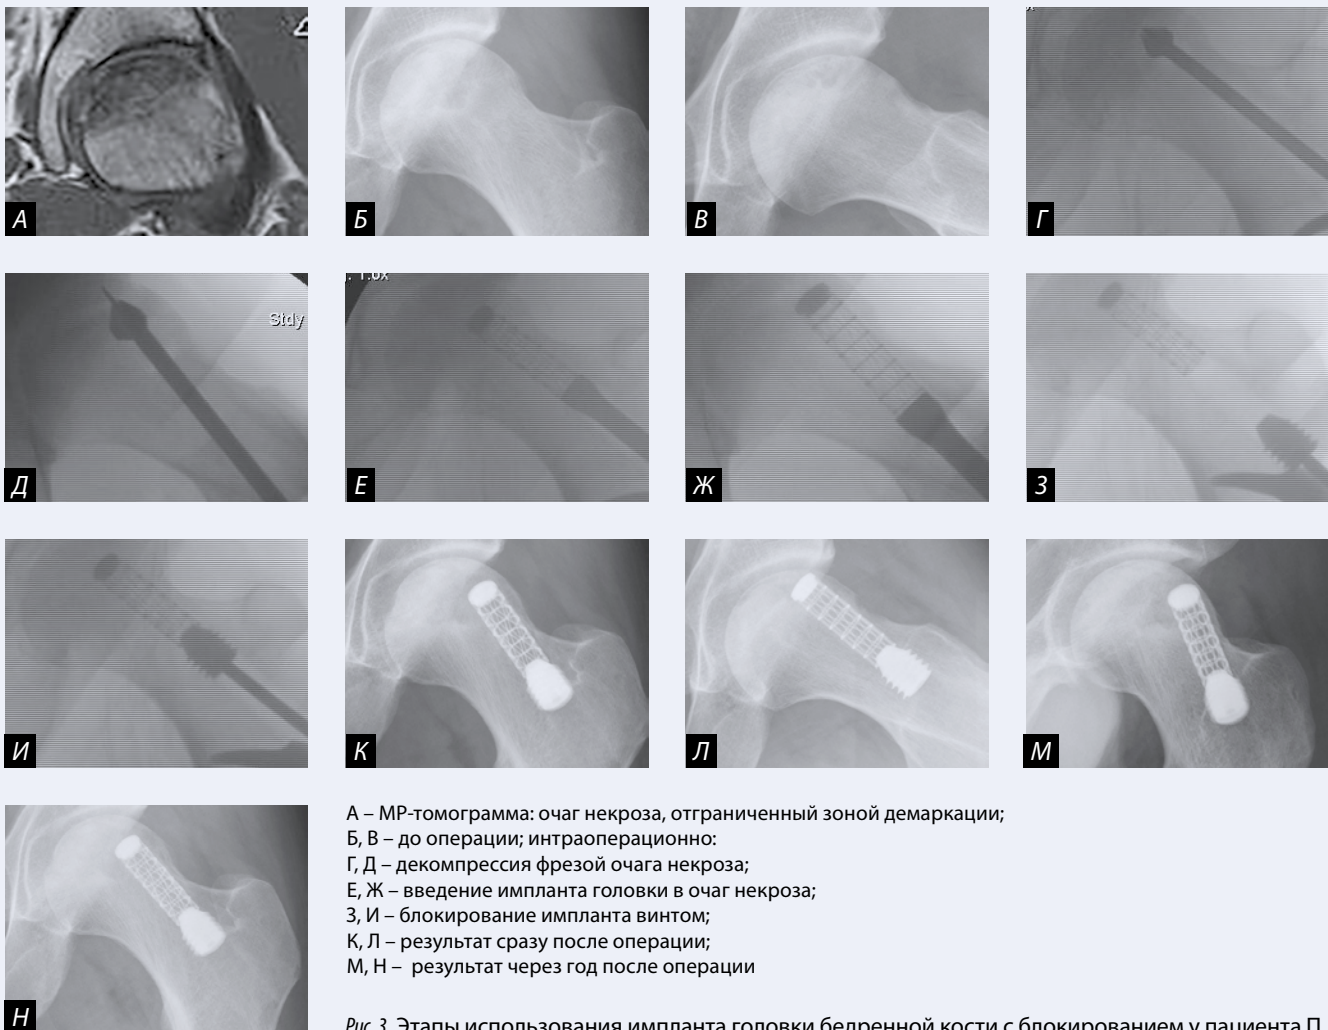 А
Б
В
Г
Stdy
Д
Е
Ж
З
И
К
Л
М
Н
А – МР-томограмма: очаг некроза, отграниченный зоной демаркации;
Б, В – до операции; интраоперационно:
Г, Д – декомпрессия фрезой очага некроза;
Е, Ж – введение импланта головки в очаг некроза;
З, И – блокирование импланта винтом;
К, Л – результат сразу после операции;
М, Н – результат через год после операции
Рис. 3. Этапы использования импланта головки бедренной кости с блокированием у пациента П.